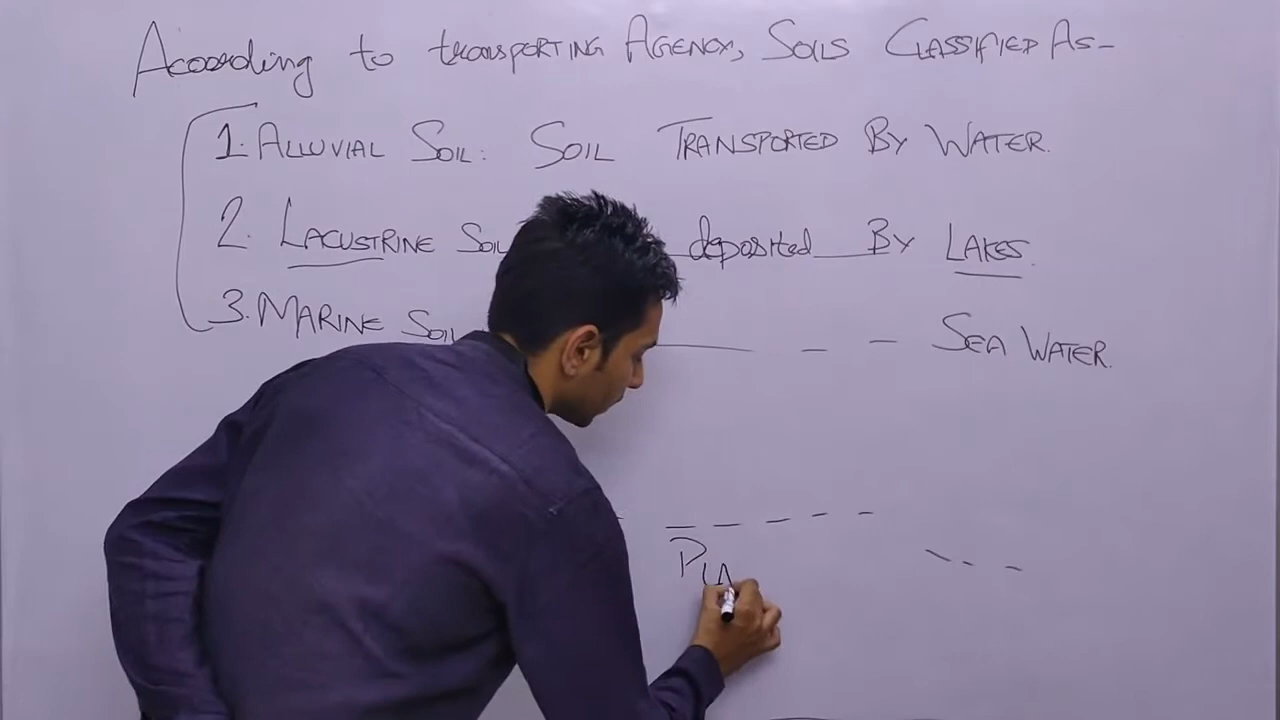 According to transporting Agency, Soils Classified As-
1. Alluvial Soil: Soil Transported By Water.
2. Lacustrine Soil deposited By Lakes.
3. Marine Soil Sea Water.